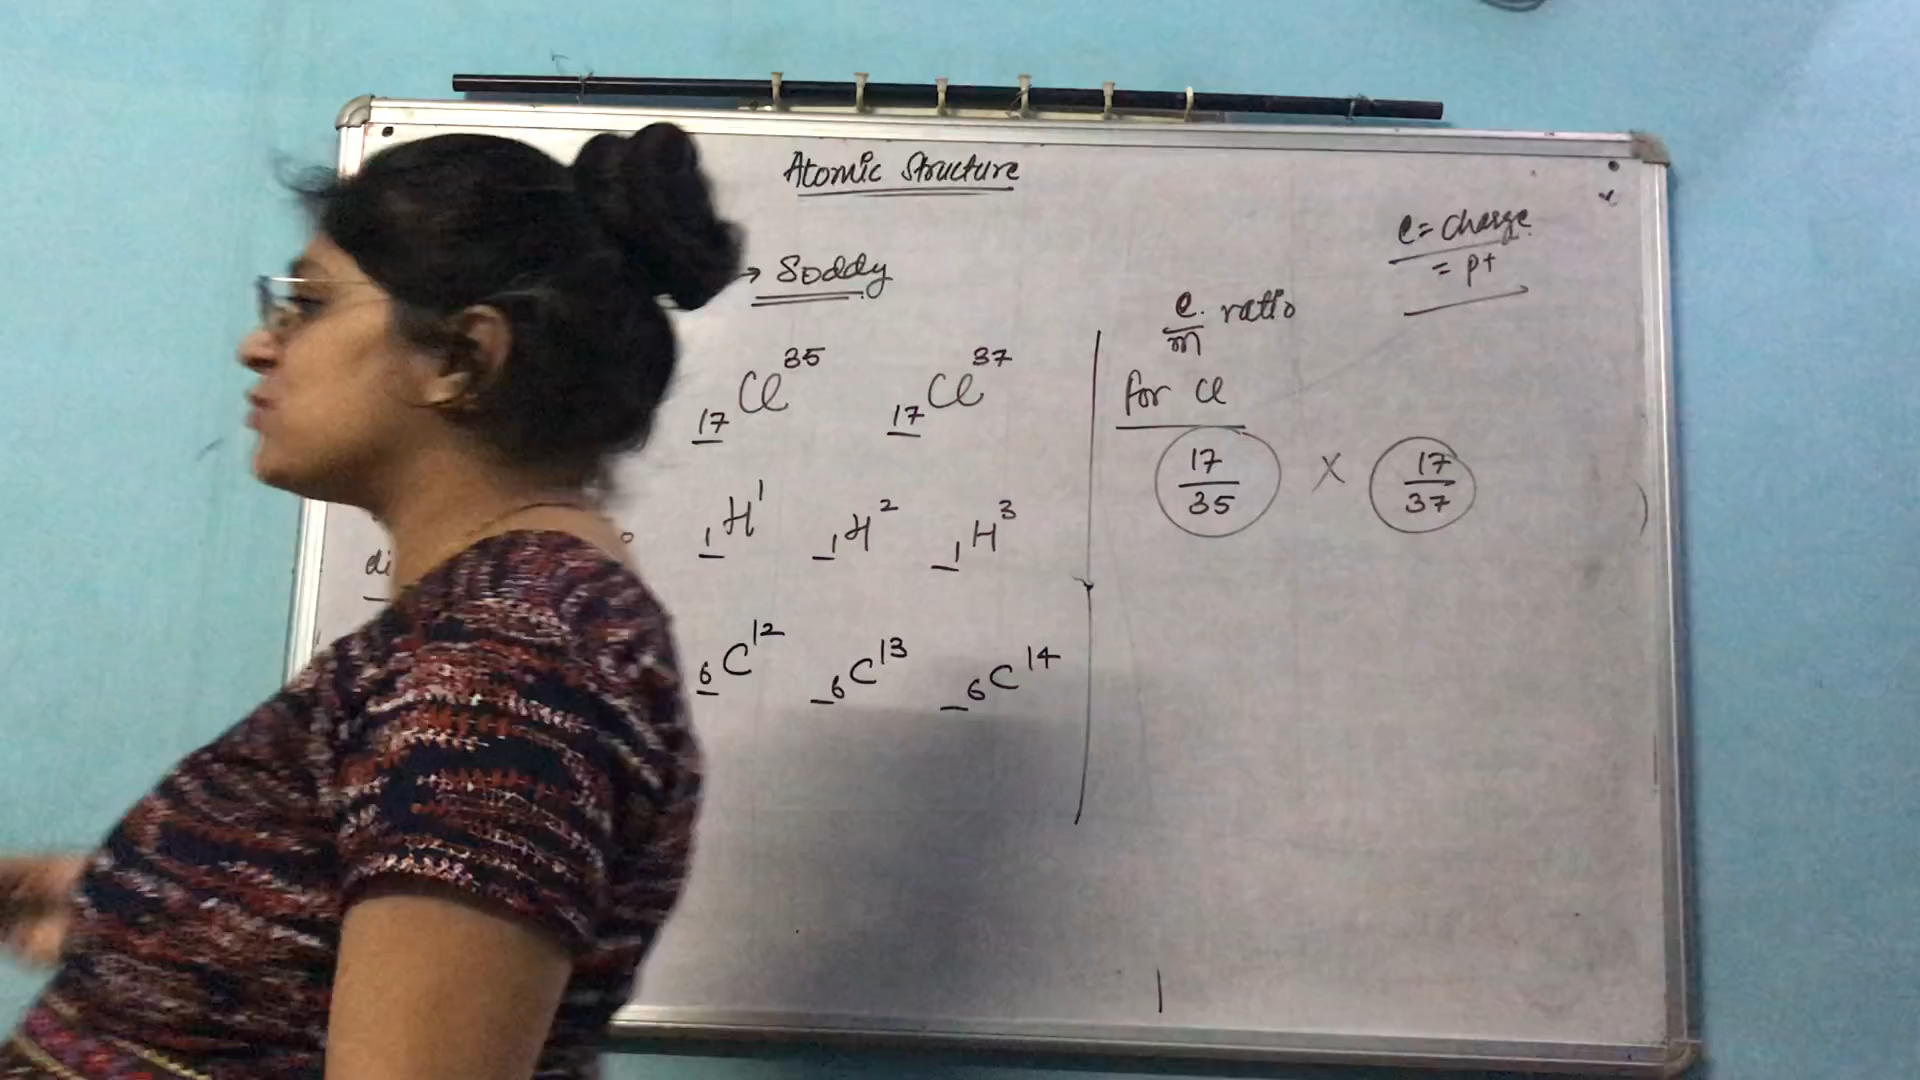 Atomic Structure
→ Soddy
17Cl35 17Cl37
1H1 1H2 1H3
6C12 6C13 6C14
e = charge
= p+
e/m ratio
for Cl
17/35 × 17/37